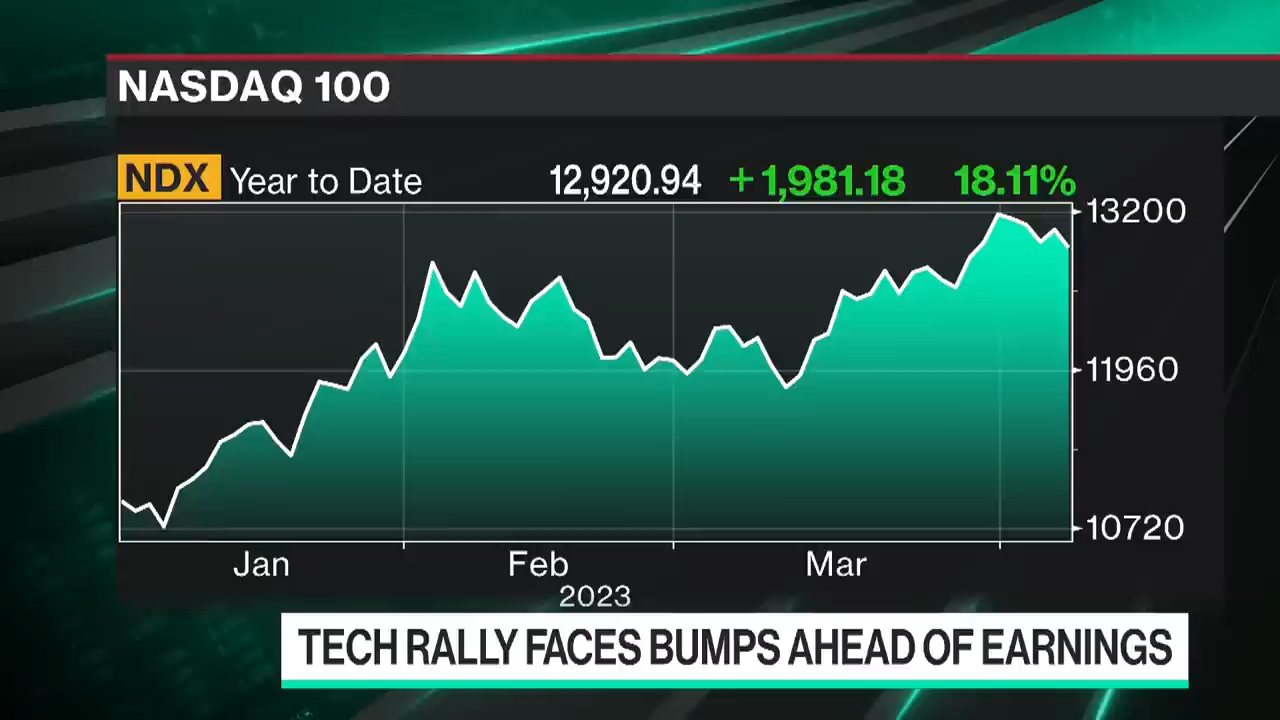 NASDAQ 100
NDX Year to Date 12,920.94 +1,981.18 18.11%
13200
11960
10720
Jan Feb Mar
2023
TECH RALLY FACES BUMPS AHEAD OF EARNINGS